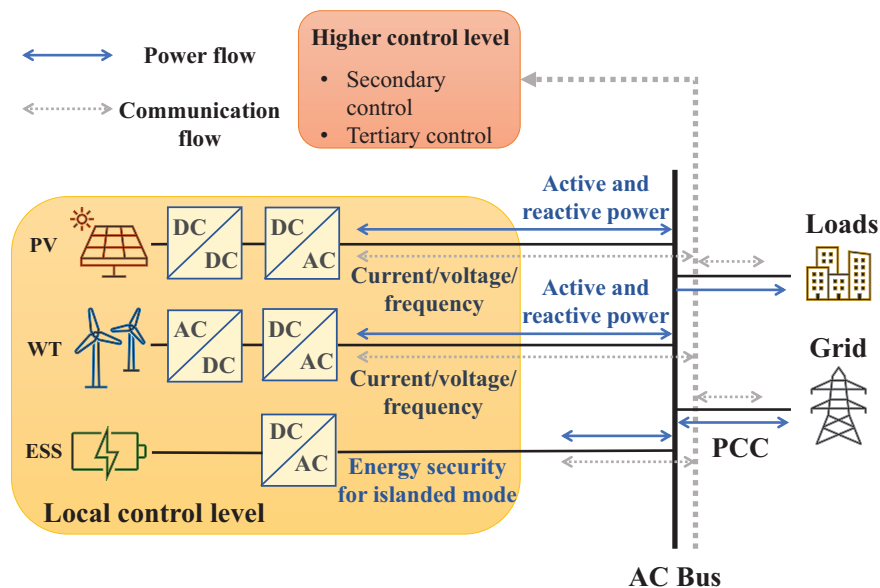 Power flow
Communication
flow
Higher control level
• Secondary
control
• Tertiary control
Active and
reactive power
PV
DC
DC
DC
AC
Current/voltage/
frequency
Loads
Active and
reactive power
WT
AC
DC
DC
AC
Current/voltage/
frequency
Grid
PCC
ESS
DC
AC
Energy security
for islanded mode
Local control level
AC Bus